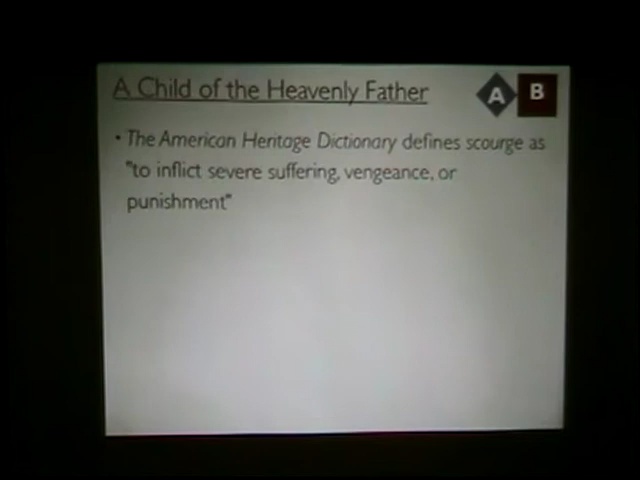 A Child of the Heavenly Father
A B
• The American Heritage Dictionary defines scourge as
"to inflict severe suffering, vengeance, or
punishment"